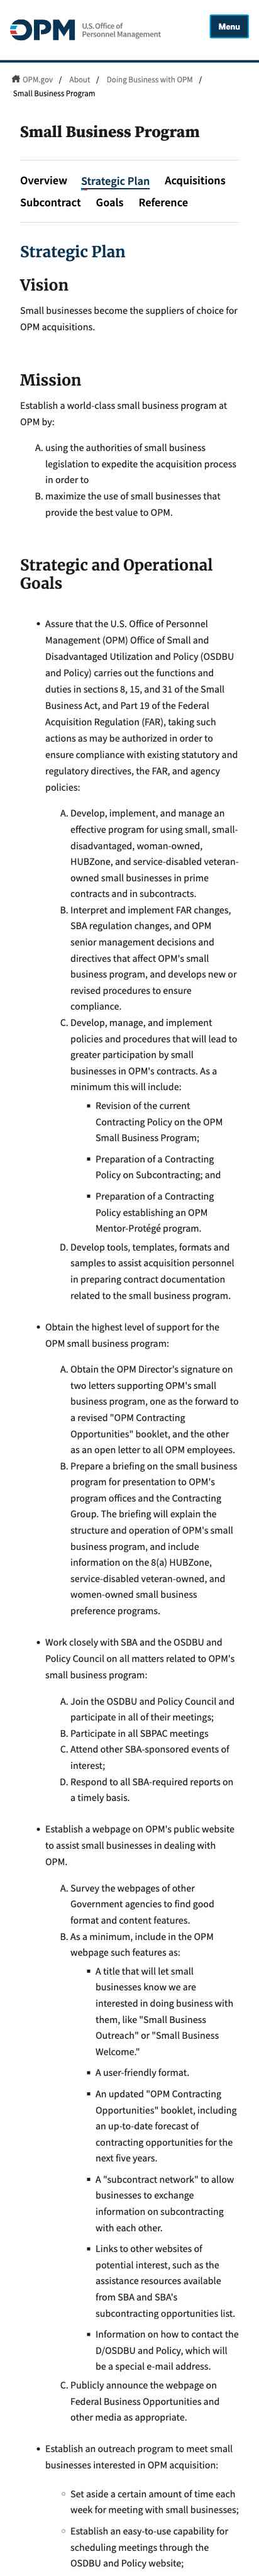 OPM
U.S. Office of
Personnel Management
Menu
OPM.gov / About / Doing Business with OPM /
Small Business Program
Small Business Program
Overview Strategic Plan Acquisitions
Subcontract Goals Reference
Strategic Plan
Vision
Small businesses become the suppliers of choice for
OPM acquisitions.
Mission
Establish a world-class small business program at
OPM by:
A. using the authorities of small business
legislation to expedite the acquisition process
in order to
B. maximize the use of small businesses that
provide the best value to OPM.
Strategic and Operational
Goals
• Assure that the U.S. Office of Personnel
Management (OPM) Office of Small and
Disadvantaged Utilization and Policy (OSDBU
and Policy) carries out the functions and
duties in sections 8, 15, and 31 of the Small
Business Act, and Part 19 of the Federal
Acquisition Regulation (FAR), taking such
actions as may be authorized in order to
ensure compliance with existing statutory and
regulatory directives, the FAR, and agency
policies:
A. Develop, implement, and manage an
effective program for using small, small-
disadvantaged, woman-owned,
HUBZone, and service-disabled veteran-
owned small businesses in prime
contracts and in subcontracts.
B. Interpret and implement FAR changes,
SBA regulation changes, and OPM
senior management decisions and
directives that affect OPM's small
business program, and develops new or
revised procedures to ensure
compliance.
C. Develop, manage, and implement
policies and procedures that will lead to
greater participation by small
businesses in OPM's contracts. As a
minimum this will include:
▪ Revision of the current
Contracting Policy on the OPM
Small Business Program;
▪ Preparation of a Contracting
Policy on Subcontracting; and
▪ Preparation of a Contracting
Policy establishing an OPM
Mentor-Protégé program.
D. Develop tools, templates, formats and
samples to assist acquisition personnel
in preparing contract documentation
related to the small business program.
• Obtain the highest level of support for the
OPM small business program:
A. Obtain the OPM Director's signature on
two letters supporting OPM's small
business program, one as the forward to
a revised "OPM Contracting
Opportunities" booklet, and the other
as an open letter to all OPM employees.
B. Prepare a briefing on the small business
program for presentation to OPM's
program offices and the Contracting
Group. The briefing will explain the
structure and operation of OPM's small
business program, and include
information on the 8(a) HUBZone,
service-disabled veteran-owned, and
women-owned small business
preference programs.
• Work closely with SBA and the OSDBU and
Policy Council on all matters related to OPM's
small business program:
A. Join the OSDBU and Policy Council and
participate in all of their meetings;
B. Participate in all SBPAC meetings
C. Attend other SBA-sponsored events of
interest;
D. Respond to all SBA-required reports on
a timely basis.
• Establish a webpage on OPM's public website
to assist small businesses in dealing with
OPM.
A. Survey the webpages of other
Government agencies to find good
format and content features.
B. As a minimum, include in the OPM
webpage such features as:
▪ A title that will let small
businesses know we are
interested in doing business with
them, like "Small Business
Outreach" or "Small Business
Welcome."
▪ A user-friendly format.
▪ An updated "OPM Contracting
Opportunities" booklet, including
an up-to-date forecast of
contracting opportunities for the
next five years.
▪ A "subcontract network" to allow
businesses to exchange
information on subcontracting
with each other.
▪ Links to other websites of
potential interest, such as the
assistance resources available
from SBA and SBA's
subcontracting opportunities list.
▪ Information on how to contact the
D/OSDBU and Policy, which will
be a special e-mail address.
C. Publicly announce the webpage on
Federal Business Opportunities and
other media as appropriate.
• Establish an outreach program to meet small
businesses interested in OPM acquisition:
○ Set aside a certain amount of time each
week for meeting with small businesses;
○ Establish an easy-to-use capability for
scheduling meetings through the
OSDBU and Policy website;